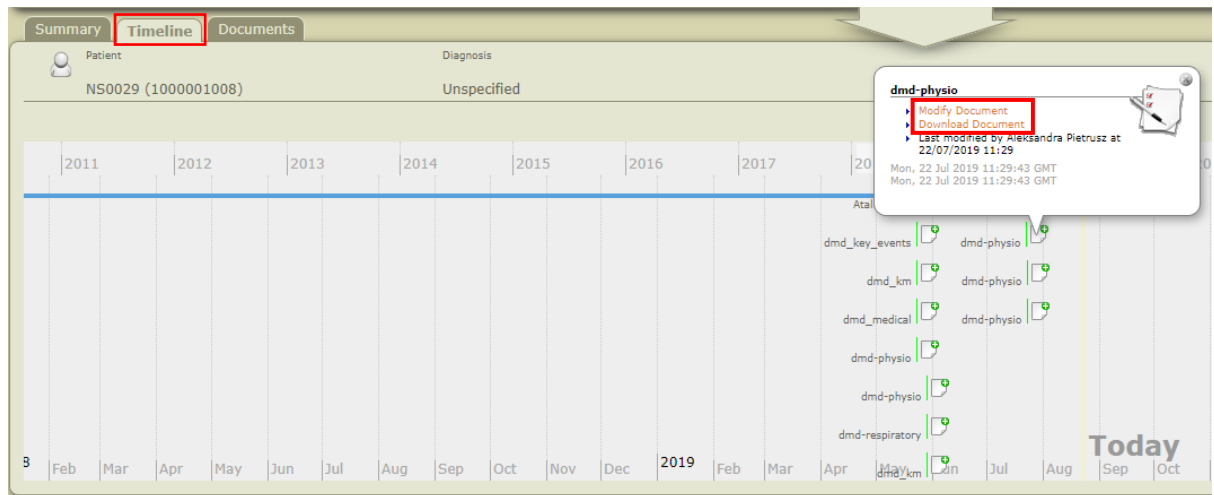 Summary Timeline Documents
Patient Diagnosis
NS0029 (1000001008) Unspecified
dmd-physio
Modify Document
Download Document
Last modified by Aleksandra Pietrusz at
22/07/2019 11:29
Mon, 22 Jul 2019 11:29:43 GMT
Mon, 22 Jul 2019 11:29:43 GMT
2011 2012 2013 2014 2015 2016 2017 20
Atal
dmd_key_events dmd-physio
dmd_km dmd-physio
dmd_medical dmd-physio
dmd-physio
dmd-physio
dmd-respiratory
Today
dmd_km
8 Feb Mar Apr May Jun Jul Aug Sep Oct Nov Dec 2019 Feb Mar Apr May Jun Jul Aug Sep Oct